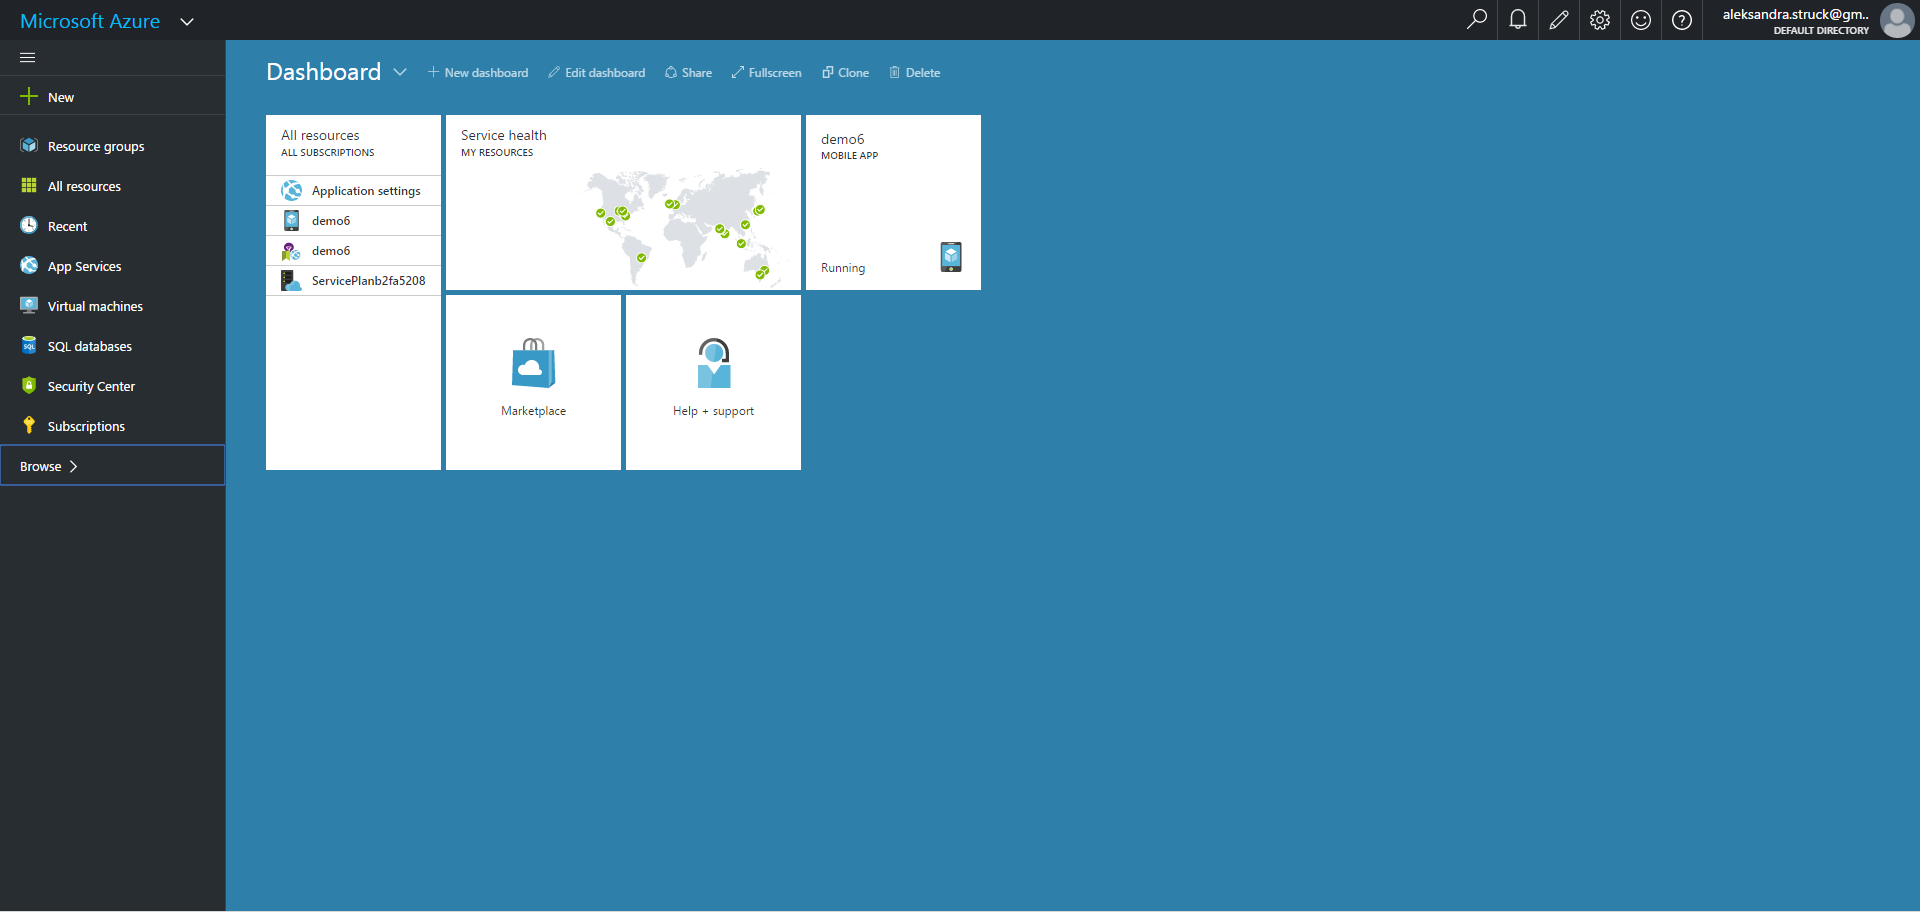 Microsoft Azure
aleksandra.struck@gm..
DEFAULT DIRECTORY
New
Resource groups
All resources
Recent
App Services
Virtual machines
SQL databases
Security Center
Subscriptions
Browse
Dashboard
New dashboard
Edit dashboard
Share
Fullscreen
Clone
Delete
All resources
ALL SUBSCRIPTIONS
Application settings
demo6
demo6
ServicePlanb2fa5208
Service health
MY RESOURCES
demo6
MOBILE APP
Running
Marketplace
Help + support
SQL